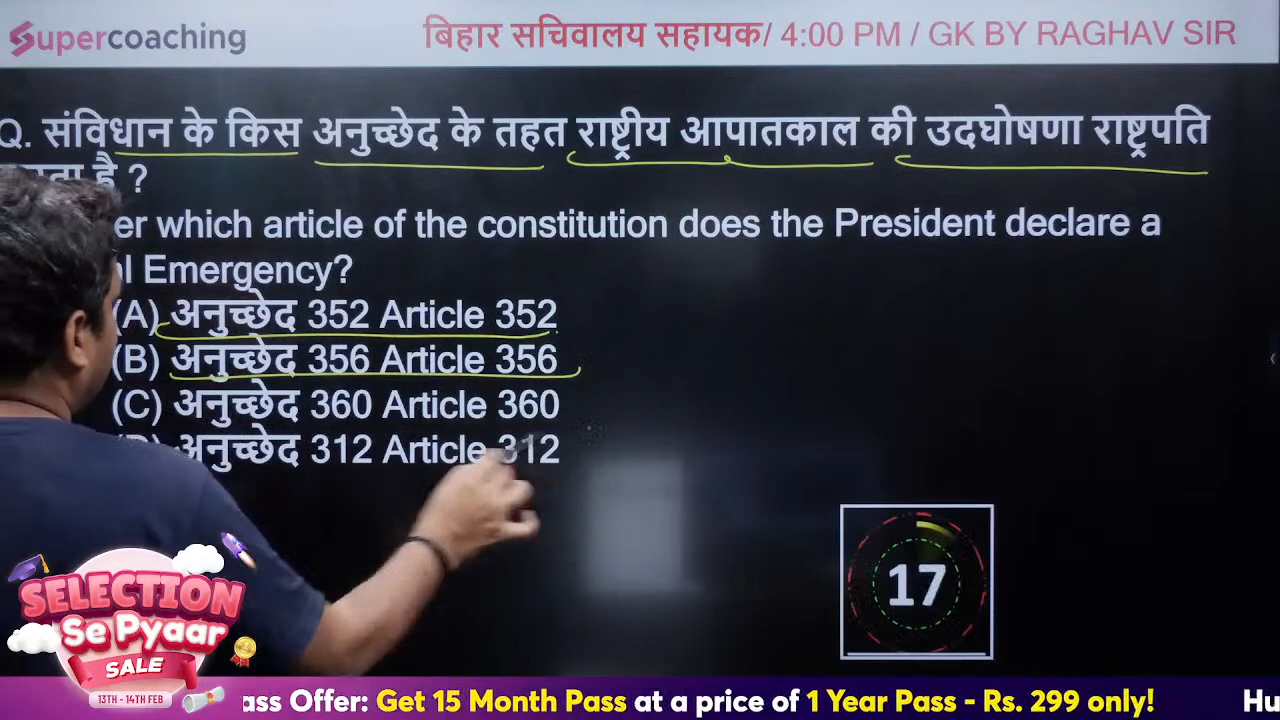 Supercoaching
बिहार सचिवालय सहायक/ 4:00 PM / GK BY RAGHAV SIR
Q. संविधान के किस अनुच्छेद के तहत राष्ट्रीय आपातकाल की उदघोषणा राष्ट्रपति
है ?
which article of the constitution does the President declare a
Emergency?
(A) अनुच्छेद 352 Article 352
(B) अनुच्छेद 356 Article 356
(C) अनुच्छेद 360 Article 360
अनुच्छेद 312 Article 312
17
SELECTION
Se Pyaar
SALE
13TH - 14TH FEB
Offer: Get 15 Month Pass at a price of 1 Year Pass - Rs. 299 only!